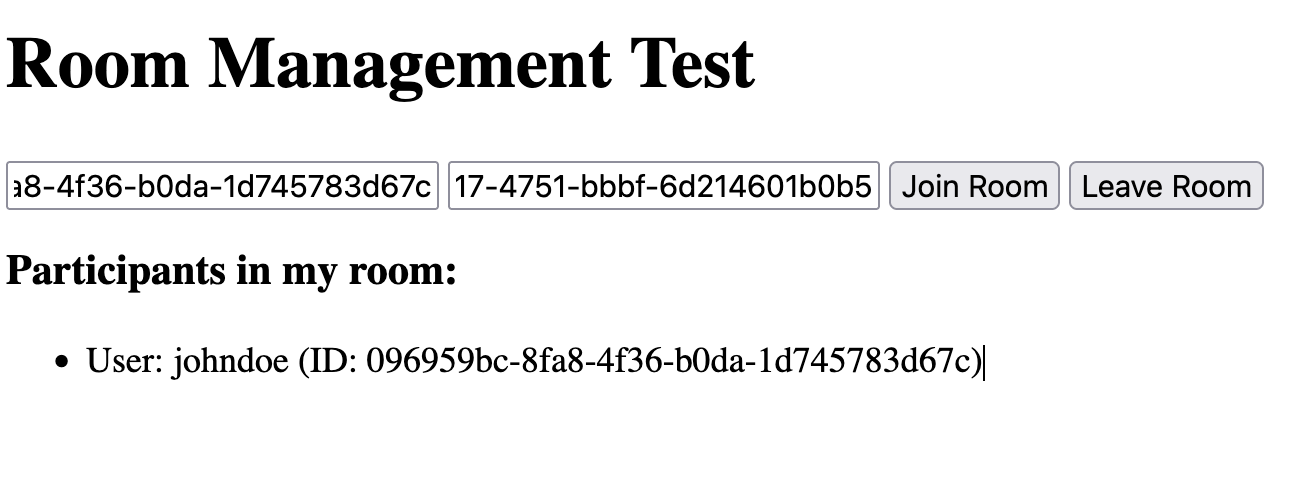 Room Management Test
a8-4f36-b0da-1d745783d67c 17-4751-bbbf-6d214601b0b5 Join Room Leave Room
Participants in my room:
• User: johndoe (ID: 096959bc-8fa8-4f36-b0da-1d745783d67c)